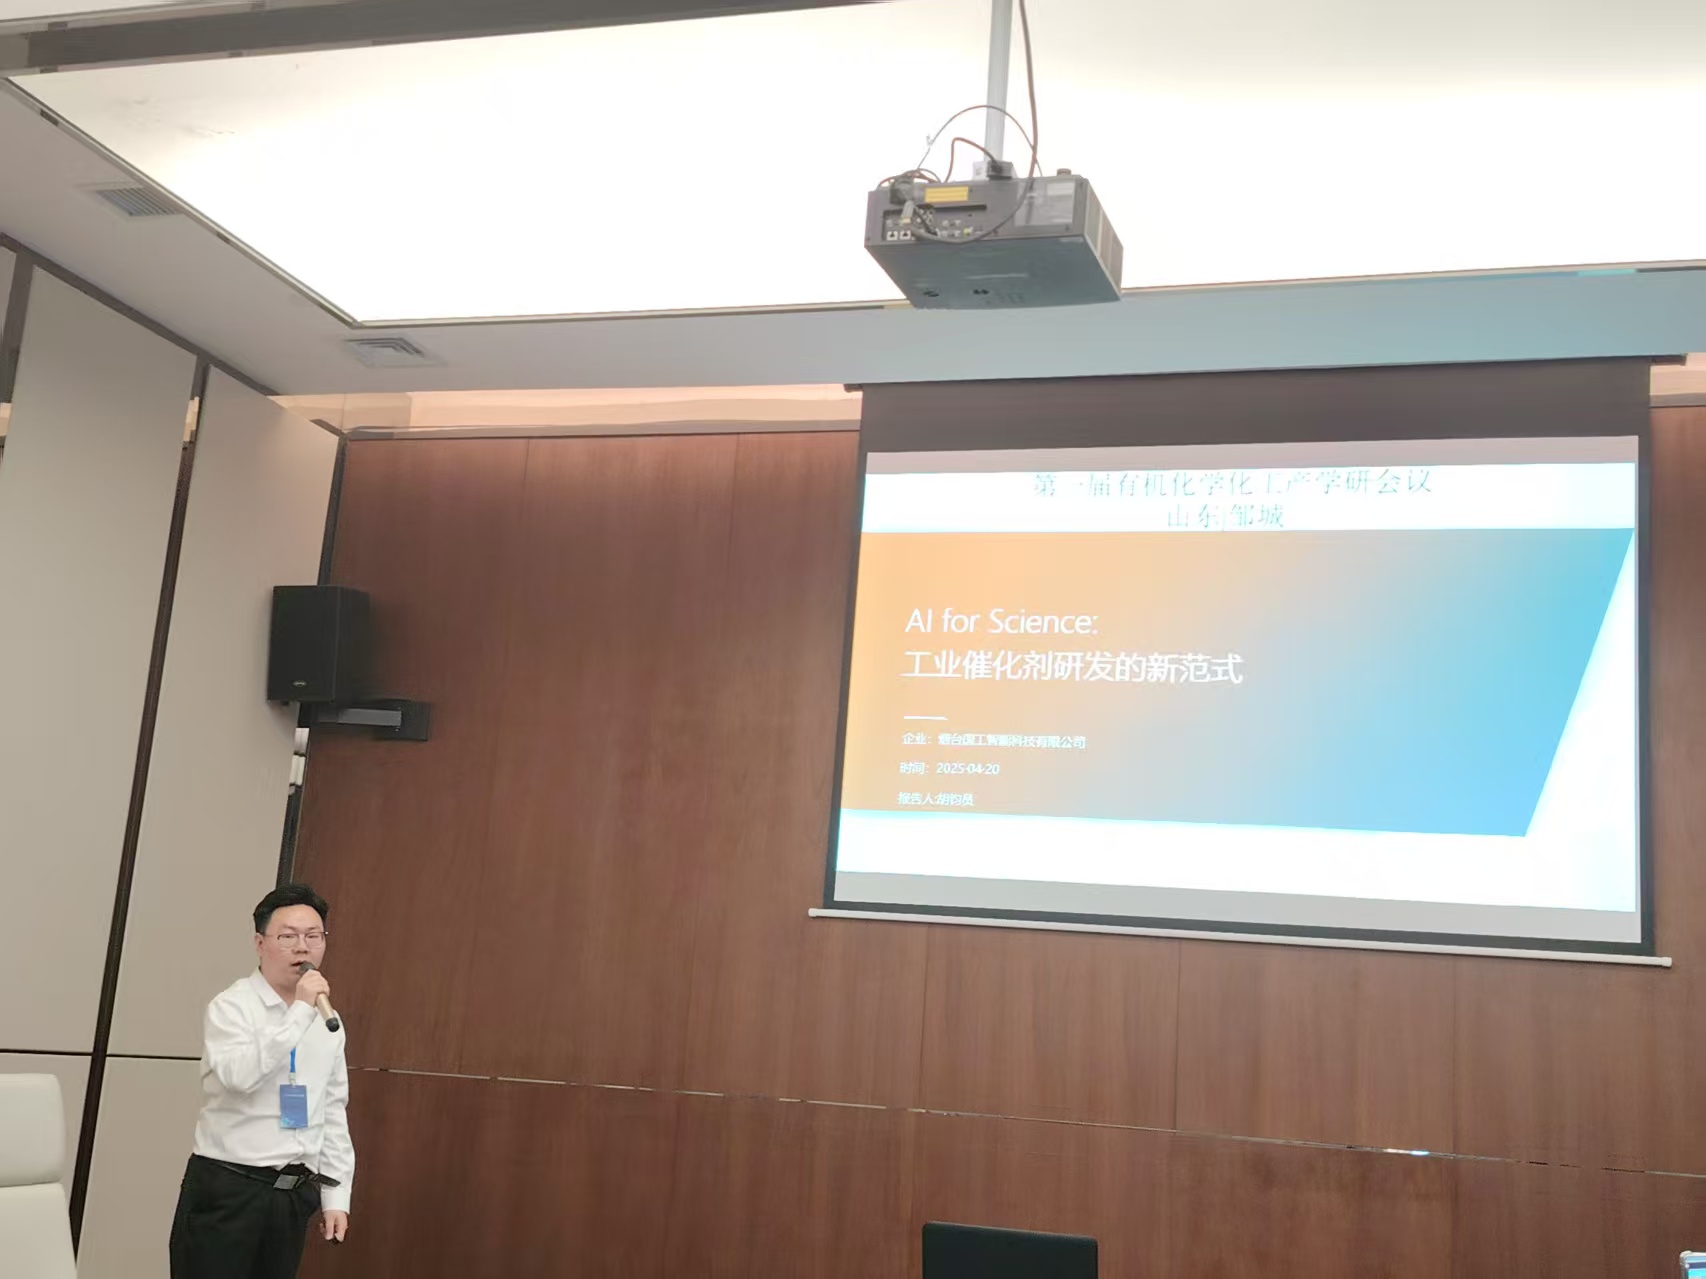 第一届有机化学化工产学研会议
山东|邹城
AI for Science:
工业催化剂研发的新范式
企业：烟台国工智能科技有限公司
时间：2025-04-20
报告人:胡钧员